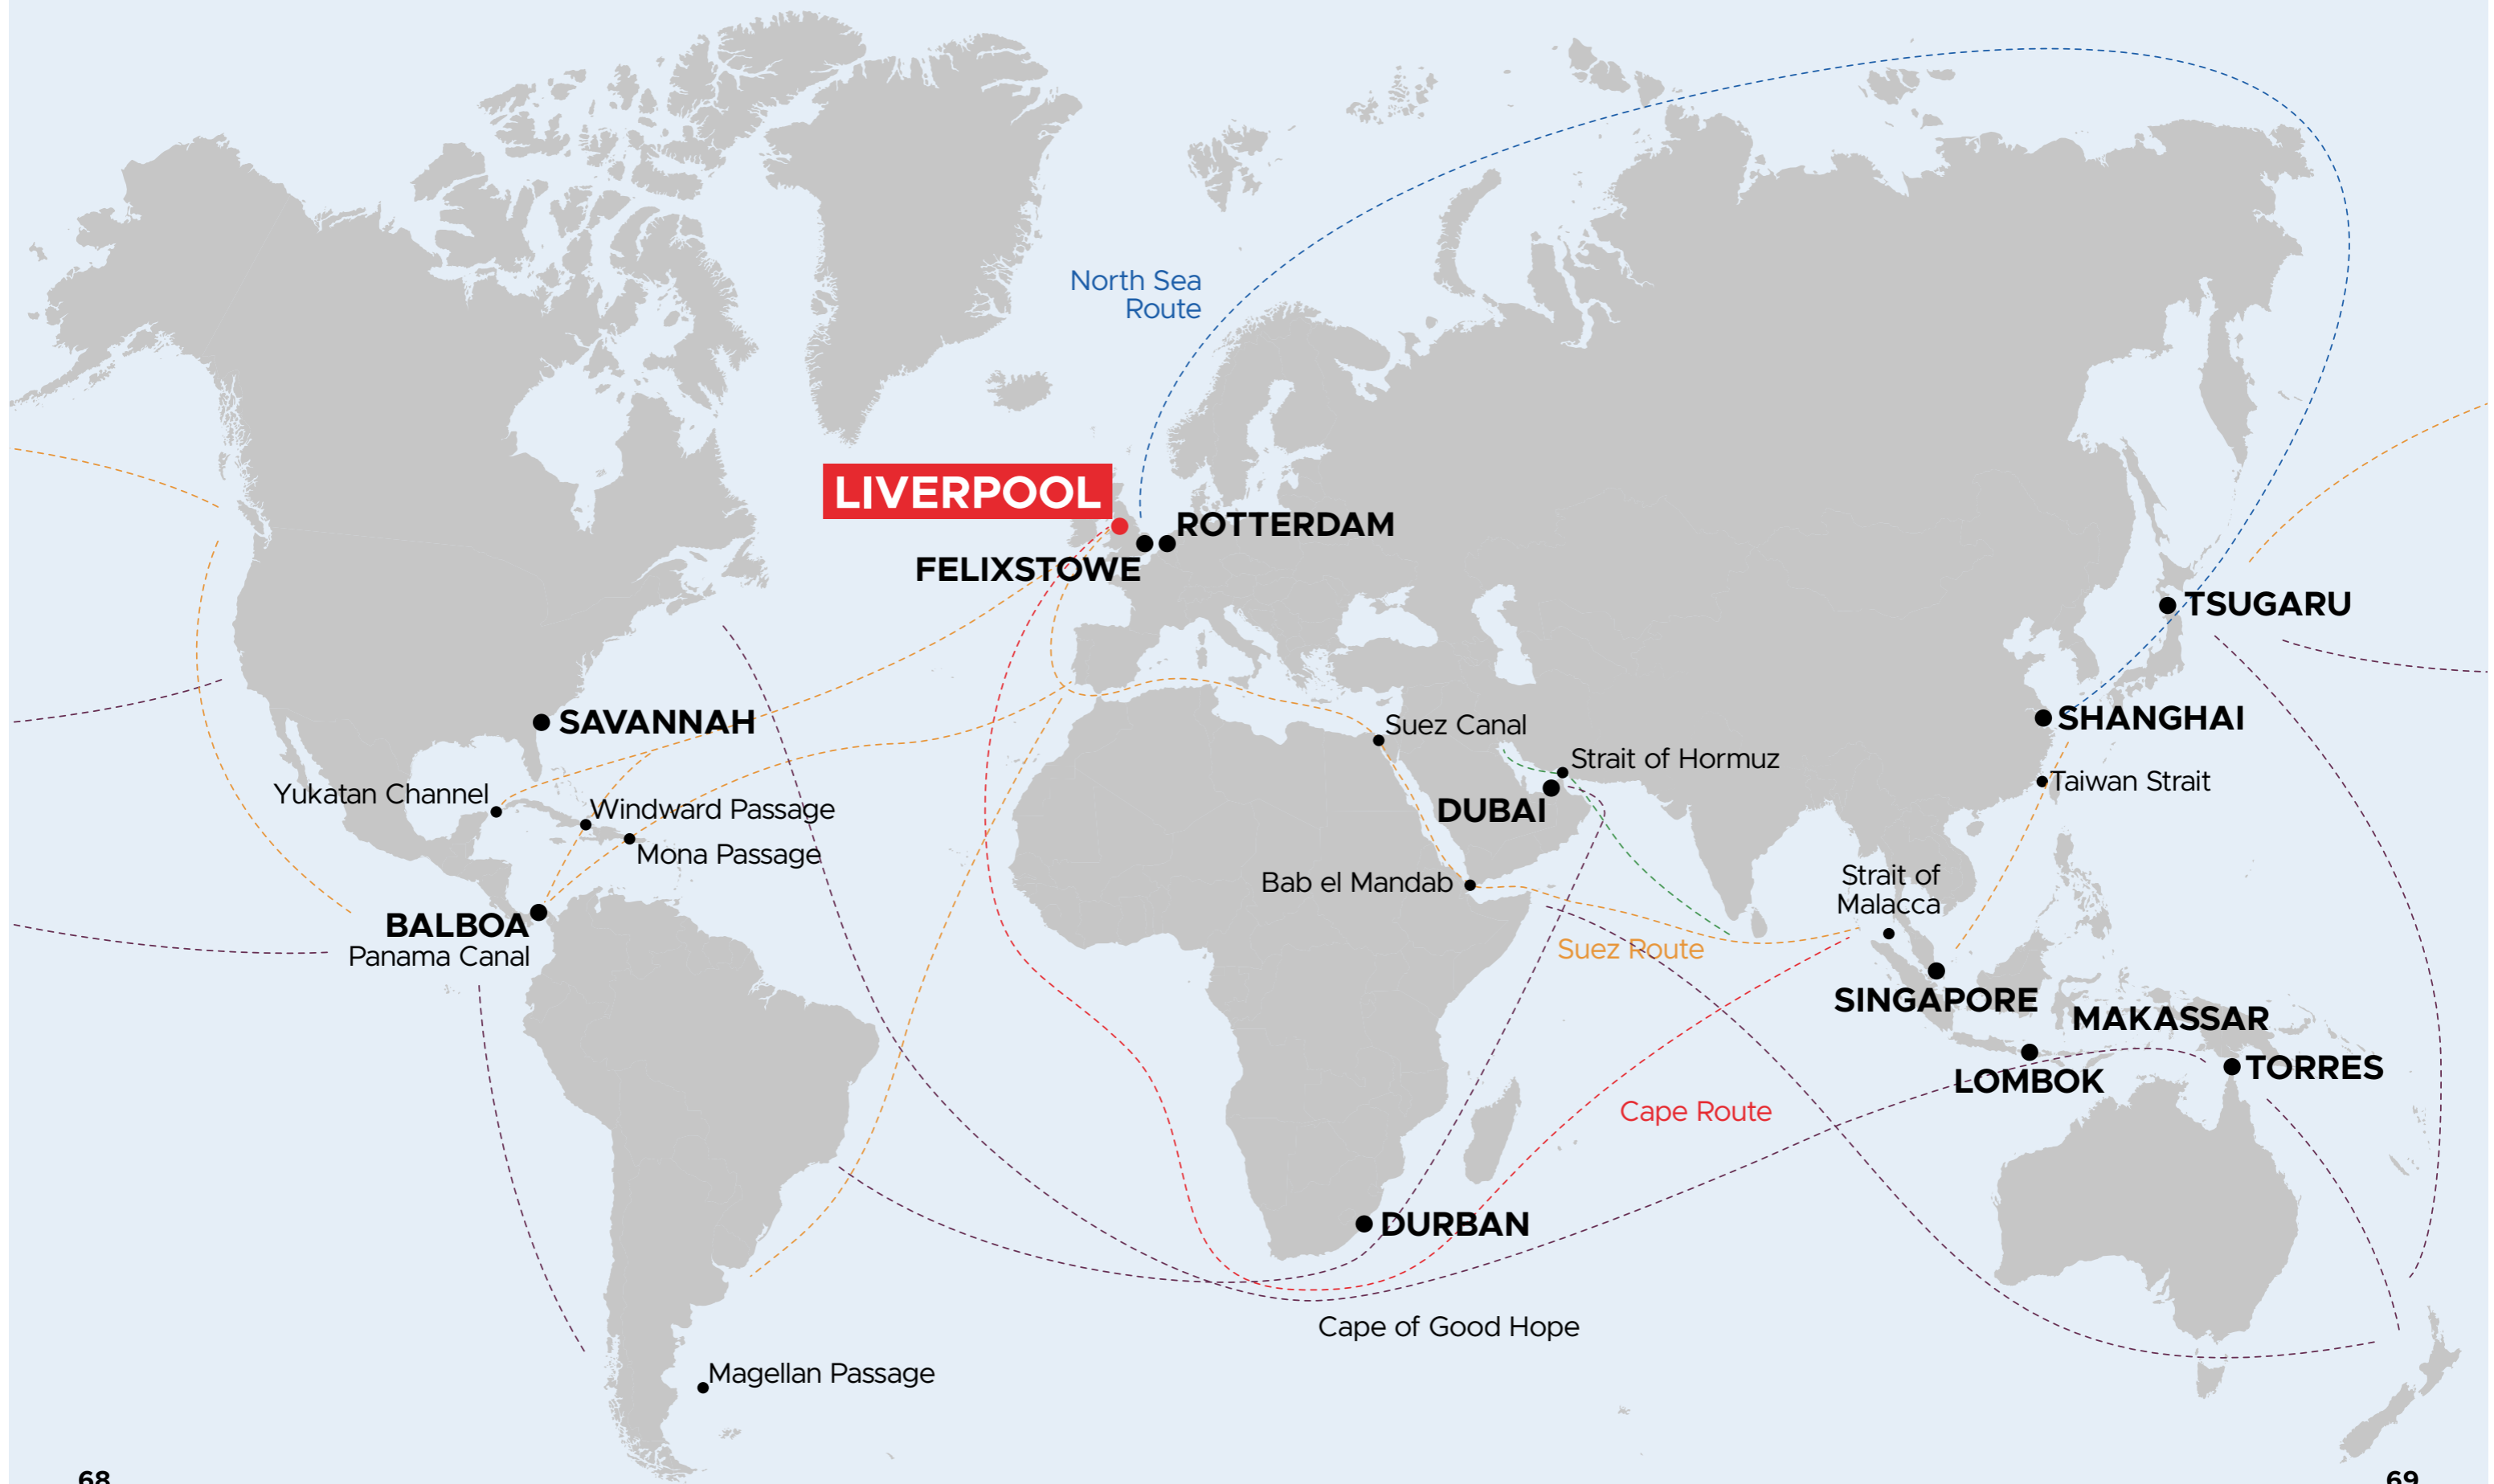 North Sea
Route
LIVERPOOL
ROTTERDAM
FELIXSTOWE
TSUGARU
SAVANNAH
SHANGHAI
Suez Canal
Strait of Hormuz
Taiwan Strait
Yukatan Channel
Windward Passage
DUBAI
Mona Passage
Bab el Mandab
Strait of
Malacca
BALBOA
Panama Canal
Suez Route
SINGAPORE
MAKASSAR
TORRES
LOMBOK
Cape Route
DURBAN
Cape of Good Hope
Magellan Passage
68
69